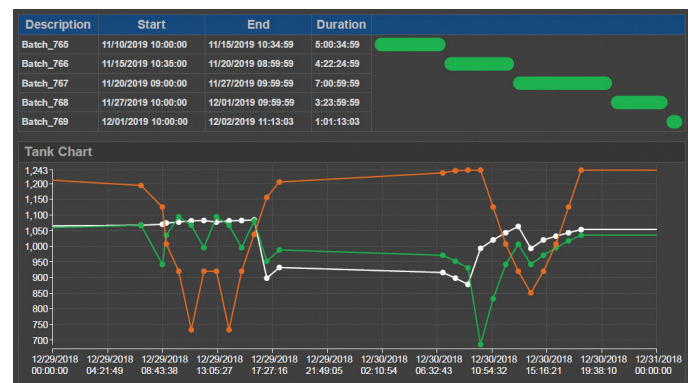 Description Start End Duration
Batch_765 11/10/2019 10:00:00 11/15/2019 10:34:59 5:00:34:59
Batch_766 11/15/2019 10:35:00 11/20/2019 08:59:59 4:22:24:59
Batch_767 11/20/2019 09:00:00 11/27/2019 09:59:59 7:00:59:59
Batch_768 11/27/2019 10:00:00 12/01/2019 09:59:59 3:23:59:59
Batch_769 12/01/2019 10:00:00 12/02/2019 11:13:03 1:01:13:03
Tank Chart
1,243
1,200
1,150
1,100
1,050
1,000
950
900
850
800
750
700
12/29/2018 12/29/2018 12/29/2018 12/29/2018 12/29/2018 12/29/2018 12/30/2018 12/30/2018 12/30/2018 12/30/2018 12/30/2018 12/31/2018
00:00:00 04:21:49 08:43:38 13:05:27 17:27:16 21:49:05 02:10:54 06:32:43 10:54:32 15:16:21 19:38:10 00:00:00